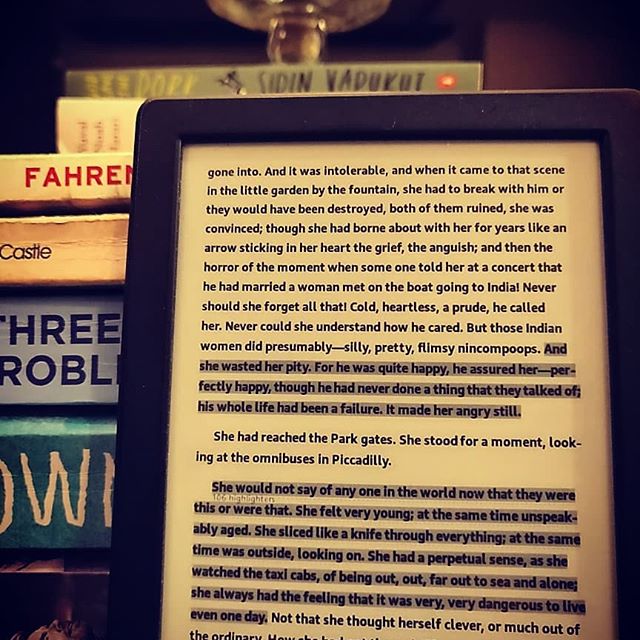 SIDIN VADUKUT
FAHREN
Castle
THREE
ROBL
OWN
gone into. And it was intolerable, and when it came to that scene
in the little garden by the fountain, she had to break with him or
they would have been destroyed, both of them ruined, she was
convinced; though she had borne about with her for years like an
arrow sticking in her heart the grief, the anguish; and then the
horror of the moment when some one told her at a concert that
he had married a woman met on the boat going to India! Never
should she forget all that! Cold, heartless, a prude, he called
her. Never could she understand how he cared. But those Indian
women did presumably—silly, pretty, flimsy nincompoops. And
she wasted her pity. For he was quite happy, he assured her—per-
fectly happy, though he had never done a thing that they talked of;
his whole life had been a failure. It made her angry still.
She had reached the Park gates. She stood for a moment, look-
ing at the omnibuses in Piccadilly.
She would not say of any one in the world now that they were
106 highlighters
this or were that. She felt very young; at the same time unspeak-
ably aged. She sliced like a knife through everything; at the same
time was outside, looking on. She had a perpetual sense, as she
watched the taxi cabs, of being out, out, far out to sea and alone;
she always had the feeling that it was very, very dangerous to live
even one day. Not that she thought herself clever, or much out of
the ordinary. How she